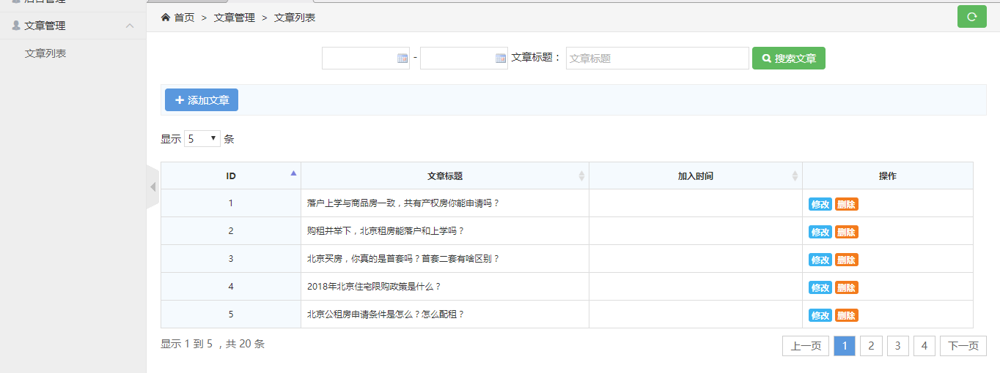 文章管理
文章列表
首页 > 文章管理 > 文章列表
- 文章标题： 文章标题 搜索文章
添加文章
显示 5 条
ID 文章标题 加入时间 操作
1 落户上学与商品房一致，共有产权房你能申请吗？ 修改 删除
2 购租并举下，北京租房能落户和上学吗？ 修改 删除
3 北京买房，你真的是首套吗？首套二套有啥区别？ 修改 删除
4 2018年北京住宅限购政策是什么？ 修改 删除
5 北京公租房申请条件是怎么？怎么配租？ 修改 删除
显示 1 到 5 ，共 20 条 上一页 1 2 3 4 下一页